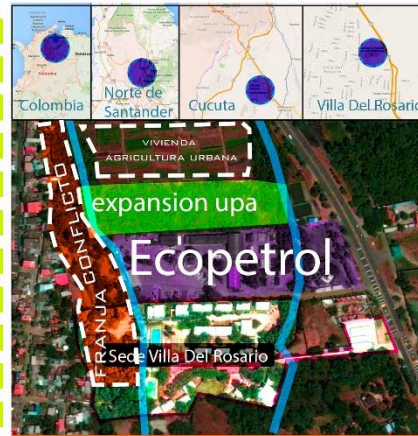 Colombia
Norte de
Santander
Cucuta
Villa Del Rosario
VIVIENDA
AGRICULTURA URBANA
expansion upa
Ecopetrol
FRANJA CONFLICTO
Sede Villa Del Rosario